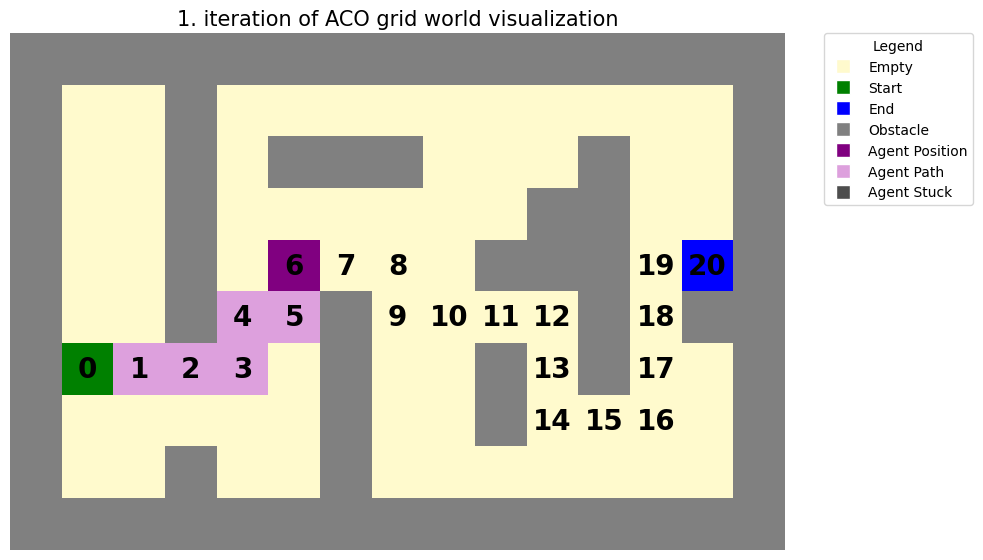 1. iteration of ACO grid world visualization
Legend
Empty
Start
End
Obstacle
Agent Position
Agent Path
Agent Stuck
6 7 8 19 20
4 5 9 10 11 12 18
0 1 2 3 13 17
14 15 16